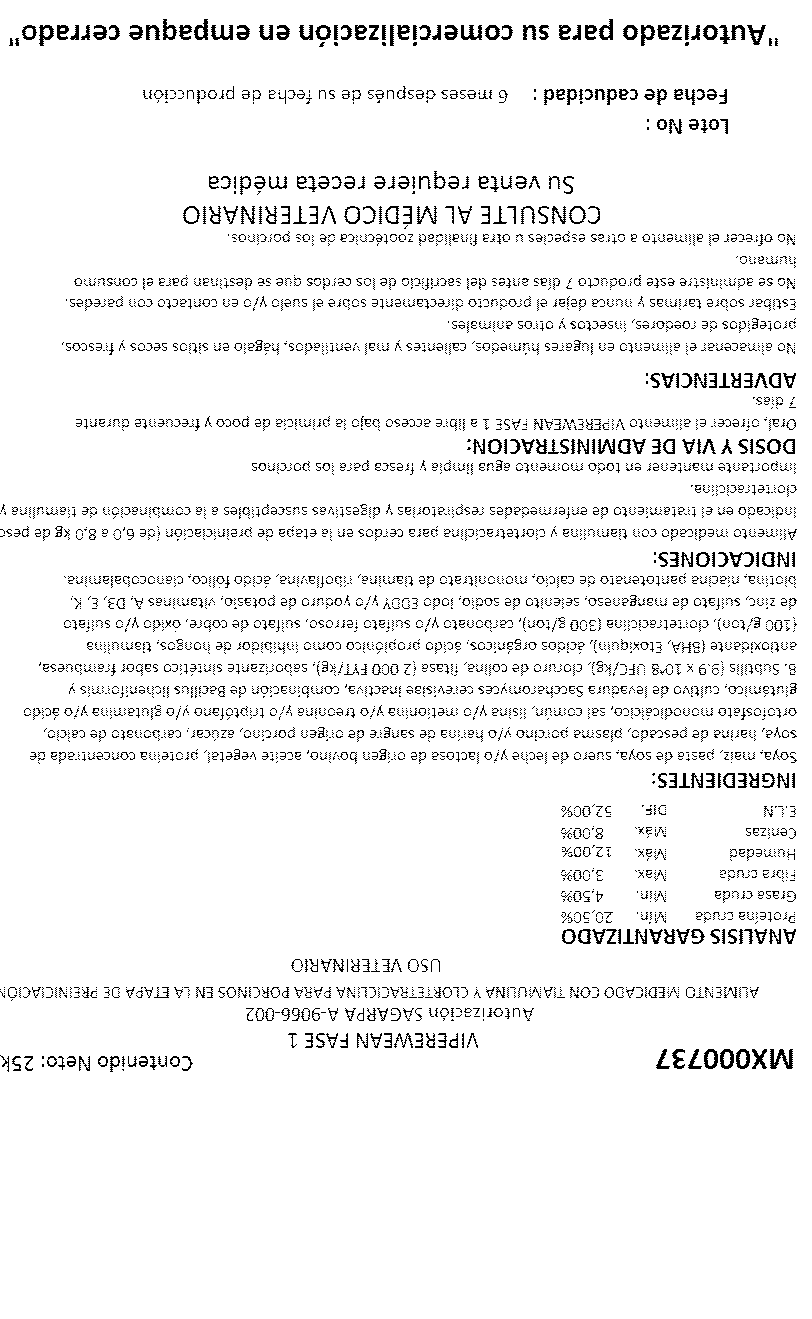 MX000737
Contenido Neto: 25K
VIPEREWEAN FASE 1
Autorización SAGARPA A-9066-002
ALIMENTO MEDICADO CON TIAMULINA Y CLORTETRACICLINA PARA PORCINOS EN LA ETAPA DE PREINICIACIÓN
USO VETERINARIO
ANALISIS GARANTIZADO
Proteína cruda Mín. 20,50%
Grasa cruda Mín. 4,50%
Fibra cruda Máx. 3,00%
Humedad Máx. 12,00%
Cenizas Máx. 8,00%
E.L.N DIF. 52,00%
INGREDIENTES:
Soya, maíz, pasta de soya, suero de leche y/o lactosa de origen bovino, aceite vegetal, proteína concentrada de
soya, harina de pescado, plasma porcino y/o harina de sangre de origen porcino, azúcar, carbonato de calcio,
ortofosfato monodicálcico, sal común, lisina y/o metionina y/o treonina y/o triptófano y/o glutamina y/o ácido
glutámico, cultivo de levadura Saccharomyces cerevisiae inactiva, combinación de Bacillus licheniformis y
B. Subtilis (9.9 x 10^8 UFC/kg), cloruro de colina, fitasa (2 000 FYT/kg), saborizante sintético sabor frambuesa,
antioxidante (BHA, Etoxiquin), ácidos orgánicos, ácido propiónico como inhibidor de hongos, tiamulina
(100 g/ton), clortetraciclina (300 g/ton), carbonato y/o sulfato ferroso, sulfato de cobre, óxido y/o sulfato
de zinc, sulfato de manganeso, selenito de sodio, Iodo EDDY y/o yoduro de potasio, vitaminas A, D3, E, K,
biotina, niacina pantotenato de calcio, mononitrato de tiamina, riboflavina, ácido fólico, cianocobalamina.
INDICACIONES:
Alimento medicado con tiamulina y clortetraciclina para cerdos en la etapa de preiniciación (de 6,0 a 8,0 kg de peso
indicado en el tratamiento de enfermedades respiratorias y digestivas susceptibles a la combinación de tiamulina y
clortetraciclina.
Importante mantener en todo momento agua limpia y fresca para los porcinos
DOSIS Y VIA DE ADMINISTRACION:
Oral, ofrecer el alimento VIPEREWEAN FASE 1 a libre acceso bajo la primicia de poco y frecuente durante
7 días.
ADVERTENCIAS:
No almacenar el alimento en lugares húmedos, calientes y mal ventilados, hágalo en sitios secos y frescos,
protegidos de roedores, insectos y otros animales.
Estibar sobre tarimas y nunca dejar el producto directamente sobre el suelo y/o en contacto con paredes.
No se administre este producto 7 días antes del sacrificio de los cerdos que se destinan para el consumo
humano.
No ofrecer el alimento a otras especies u otra finalidad zootécnica de los porcinos.
CONSULTE AL MÉDICO VETERINARIO
Su venta requiere receta médica
Lote No :
Fecha de caducidad : 6 meses después de su fecha de producción
"Autorizado para su comercialización en empaque cerrado"